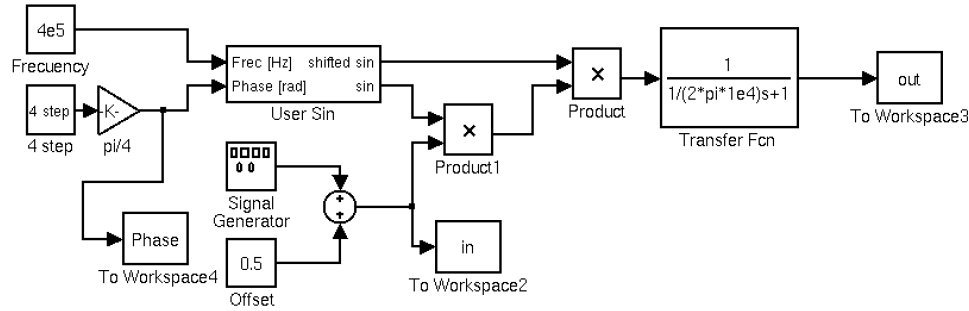 4e5
Frecuency
4 step
4 step
-K-
pi/4
Frec [Hz] shifted sin
Phase [rad] sin
User Sin
×
Product1
×
Product
1
1/(2*pi*1e4)s+1
Transfer Fcn
out
To Workspace3
Signal
Generator
+
+
0.5
Offset
Phase
To Workspace4
in
To Workspace2